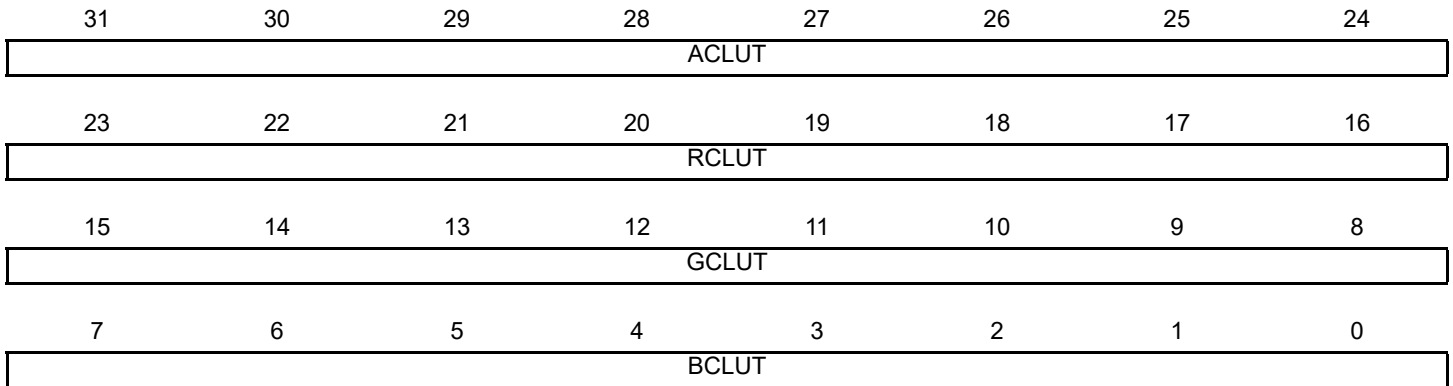 31 30 29 28 27 26 25 24
ACLUT
23 22 21 20 19 18 17 16
RCLUT
15 14 13 12 11 10 9 8
GCLUT
7 6 5 4 3 2 1 0
BCLUT